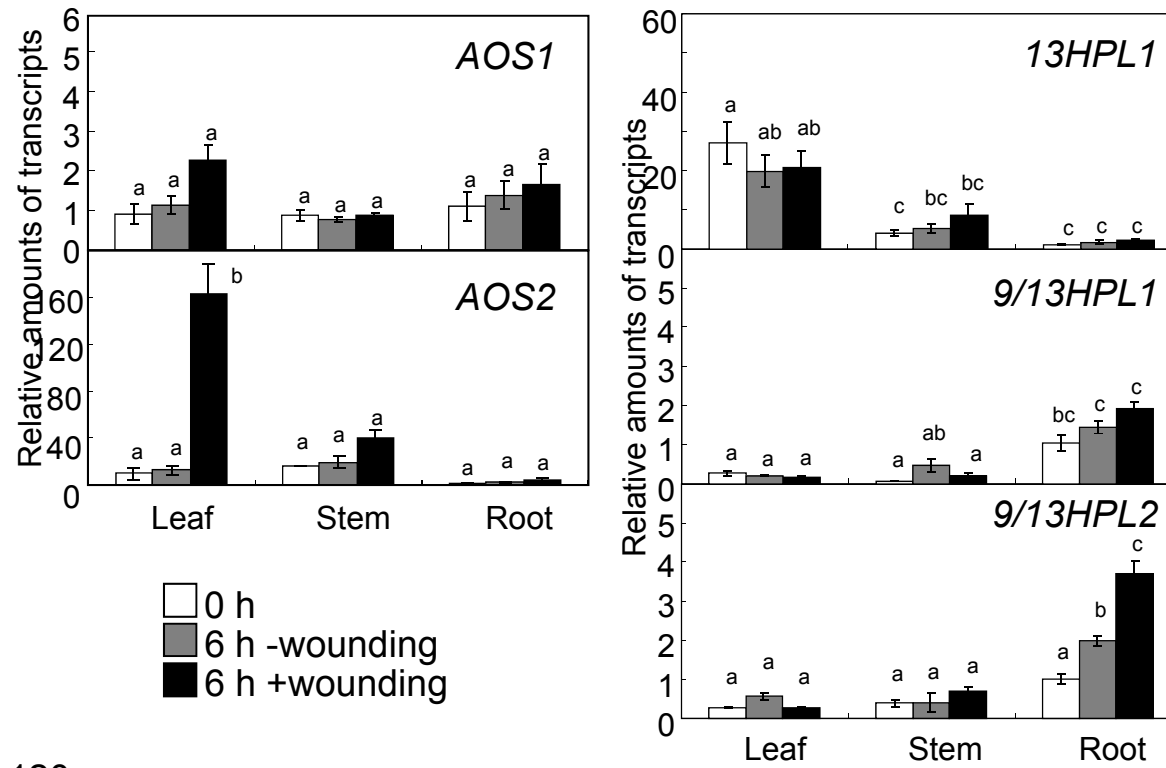 Relative amounts of transcripts
6
5
4
3
2
1
0
AOS1
a
a
a
a
a
a
a
a
a
160
120
80
40
0
AOS2
a
a
b
a
a
a
a
a
a
Leaf Stem Root
0 h
6 h -wounding
6 h +wounding
Relative amounts of transcripts
60
40
20
0
13HPL1
a
ab
ab
c
bc
bc
c
c
c
5
4
3
2
1
0
9/13HPL1
a
a
a
a
ab
a
bc
c
c
5
4
3
2
1
0
9/13HPL2
a
a
a
a
a
a
a
b
c
Leaf Stem Root